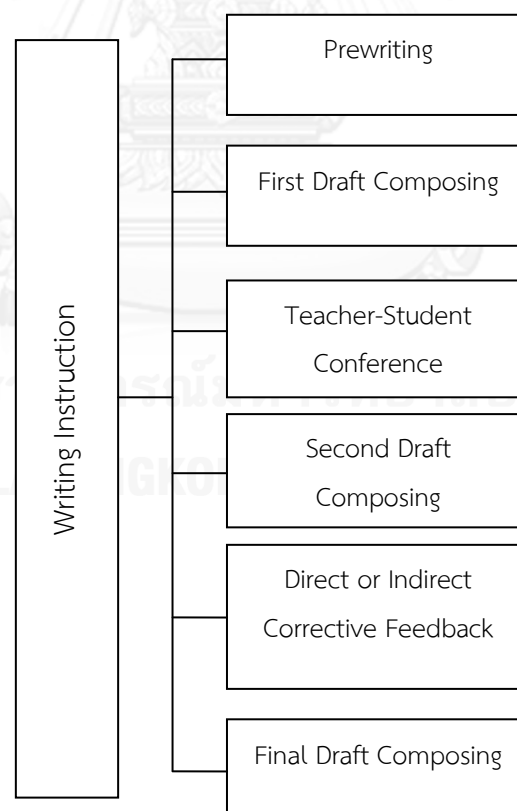 Writing Instruction
Prewriting
First Draft Composing
Teacher-Student
Conference
Second Draft
Composing
Direct or Indirect
Corrective Feedback
Final Draft Composing